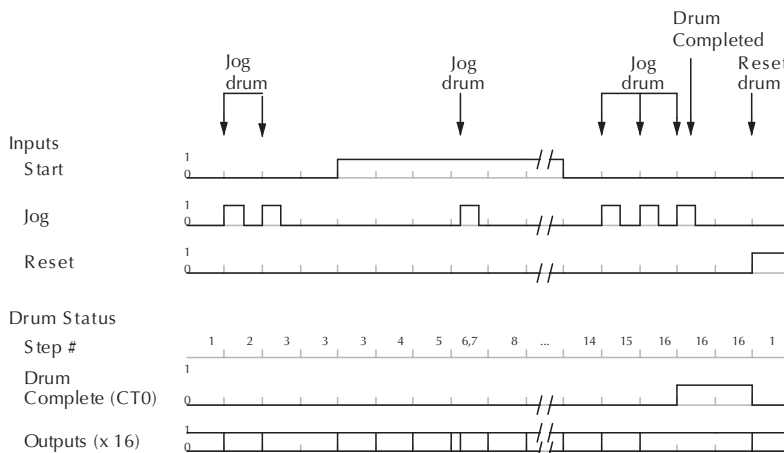 Drum
Completed
Jog
drum
Jog
drum
Jog
drum
Reset
drum
Inputs
Start
1
0
Jog
1
0
Reset
1
0
Drum Status
Step #
1 2 3 3 3 4 5 6,7 8 ... 14 15 16 16 16 1
Drum
Complete (CT0)
1
0
Outputs (x 16)
1
0